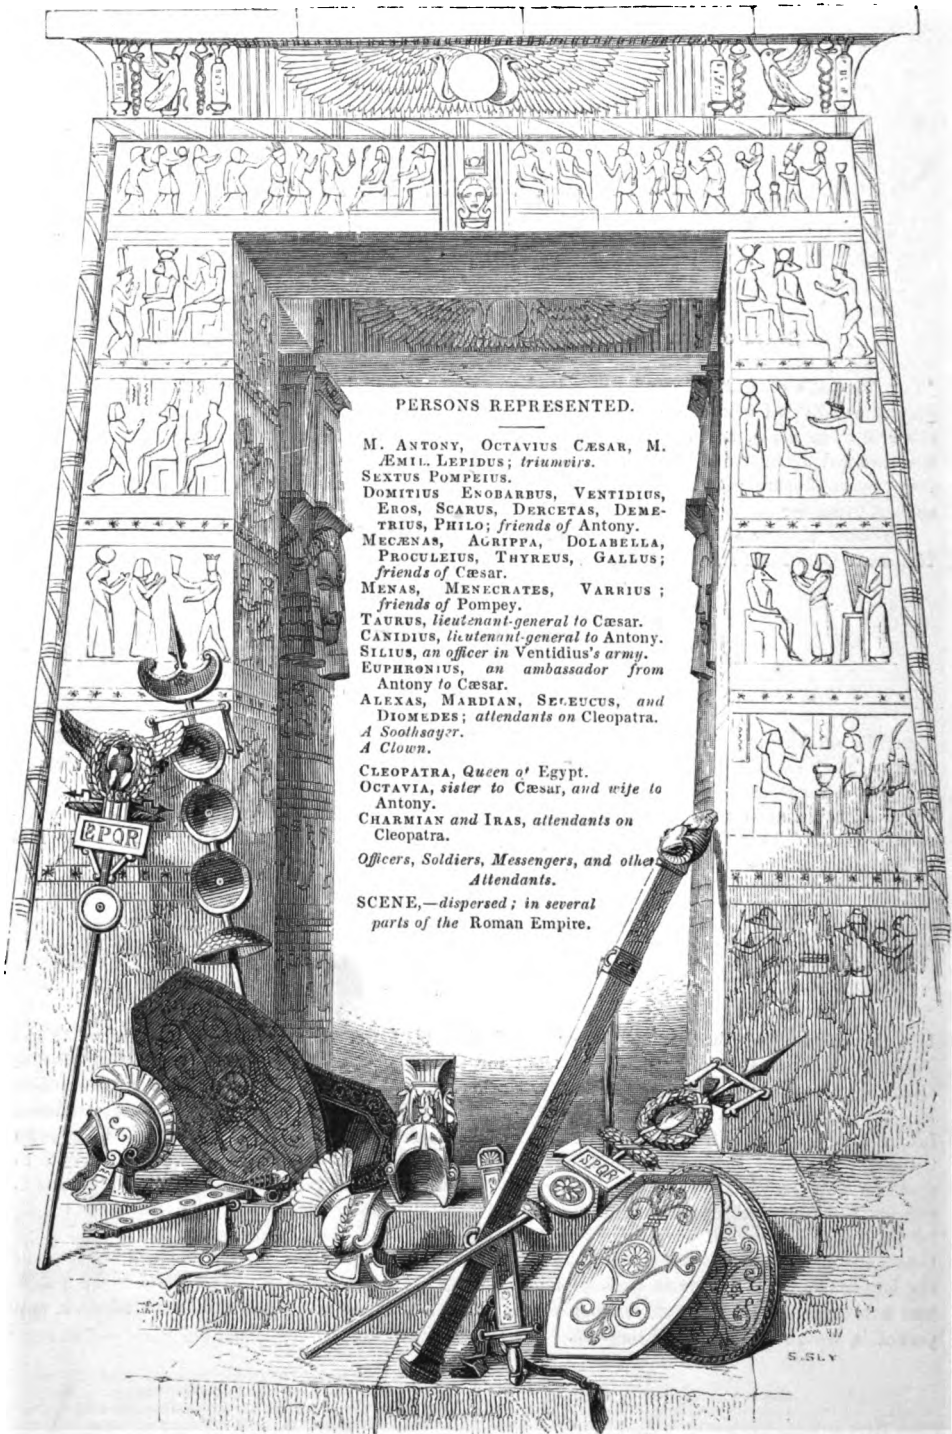 PERSONS REPRESENTED.
M. ANTONY, OCTAVIUS CÆSAR, M.
ÆMIL. LEPIDUS; triumvirs.
SEXTUS POMPEIUS.
DOMITIUS ENOBARBUS, VENTIDIUS,
EROS, SCARUS, DERCETAS, DEME-
TRIUS, PHILO; friends of Antony.
MECÆNAS, AGRIPPA, DOLABELLA,
PROCULEIUS, THYREUS, GALLUS;
friends of Cæsar.
MENAS, MENECRATES, VARRIUS;
friends of Pompey.
TAURUS, lieutenant-general to Cæsar.
CANIDIUS, lieutenant-general to Antony.
SILIUS, an officer in Ventidius's army.
EUPHRONIUS, an ambassador from
Antony to Cæsar.
ALEXAS, MARDIAN, SELEUCUS, and
DIOMEDES; attendants on Cleopatra.
A Soothsayer.
A Clown.
CLEOPATRA, Queen of Egypt.
OCTAVIA, sister to Cæsar, and wife to
Antony.
CHARMIAN and IRAS, attendants on
Cleopatra.
Officers, Soldiers, Messengers, and other
Attendants.
SCENE,—dispersed; in several
parts of the Roman Empire.
SPQR
SPQR
S. SLY